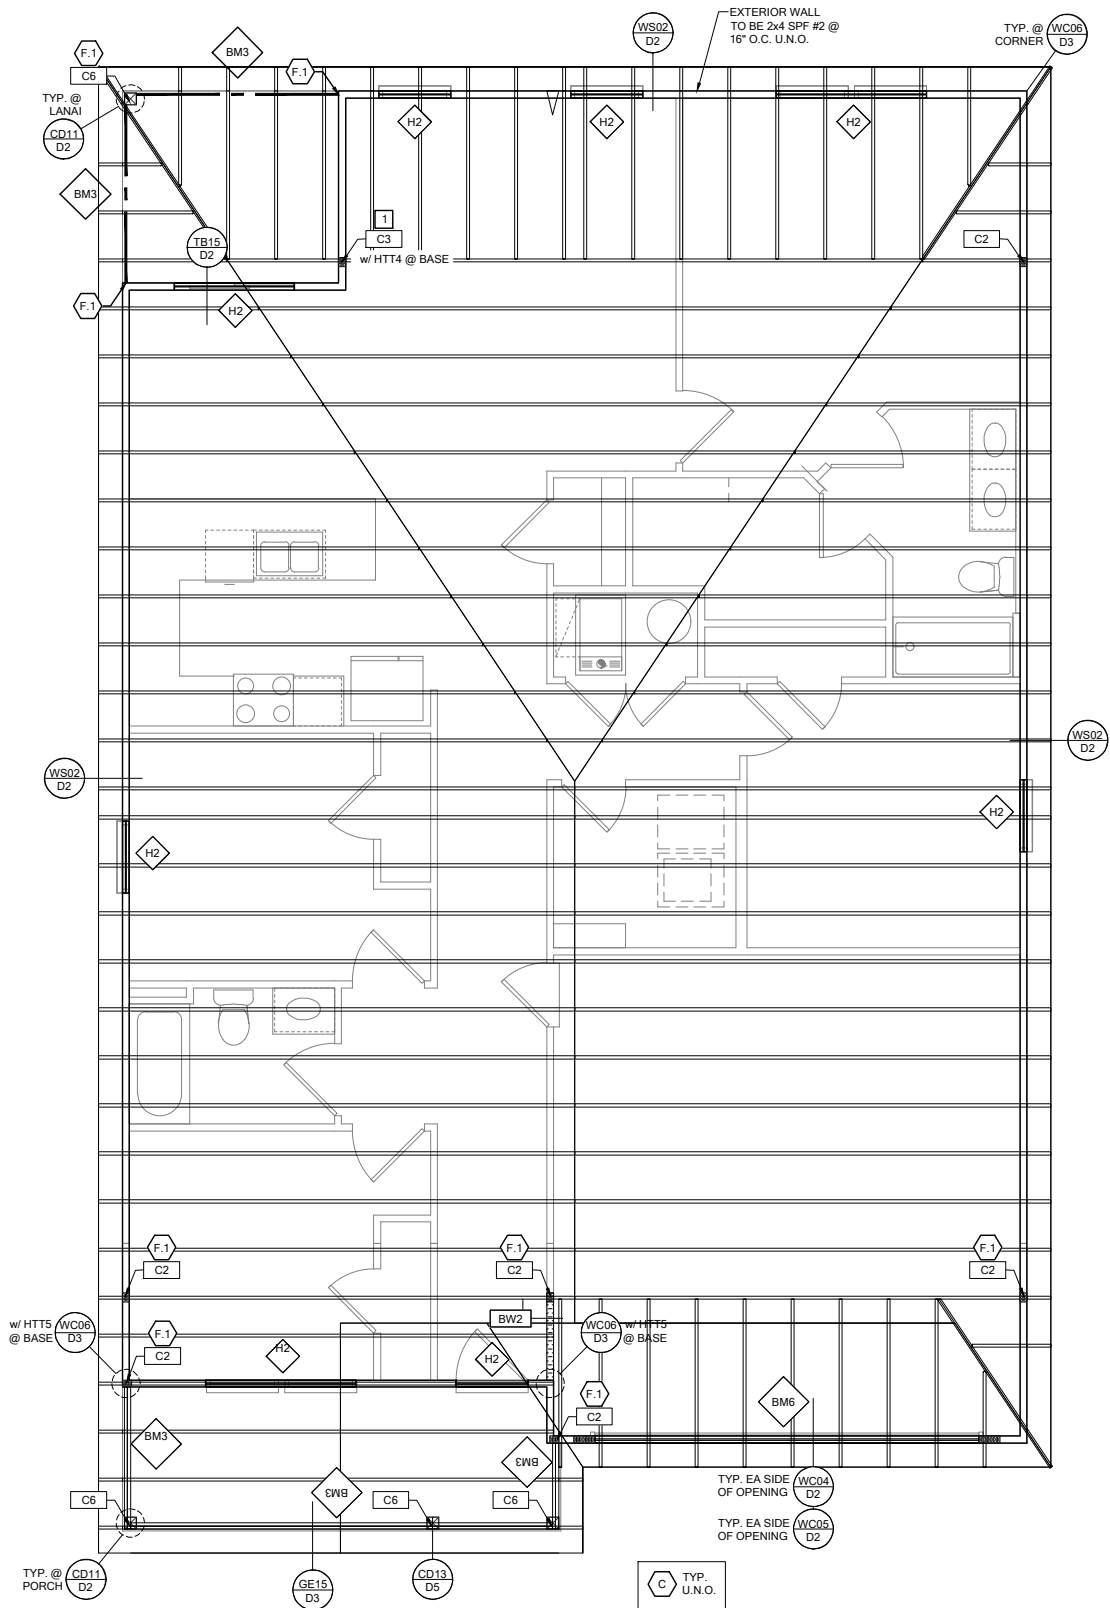 EXTERIOR WALL
TO BE 2x4 SPF #2 @
16" O.C. U.N.O.
WS02
D2
TYP. @
CORNER
WC06
D3
F.1
C6
BM3
F.1
TYP. @
LANAI
CD11
D2
H2
H2
H2
BM3
1
C3
w/ HTT4 @ BASE
TB15
D2
C2
F.1
H2
WS02
D2
WS02
D2
H2
H2
F.1
C2
F.1
C2
F.1
C2
w/ HTT5
@ BASE
WC06
D3
F.1
C2
BW2
WC06
D3
w/ HTT5
@ BASE
H2
H2
F.1
C2
BM6
BM3
BM3
BM3
C6
C6
C6
TYP. EA SIDE
OF OPENING
WC04
D2
TYP. EA SIDE
OF OPENING
WC05
D2
TYP. @
PORCH
CD11
D2
GE15
D3
CD13
D5
C
TYP.
U.N.O.